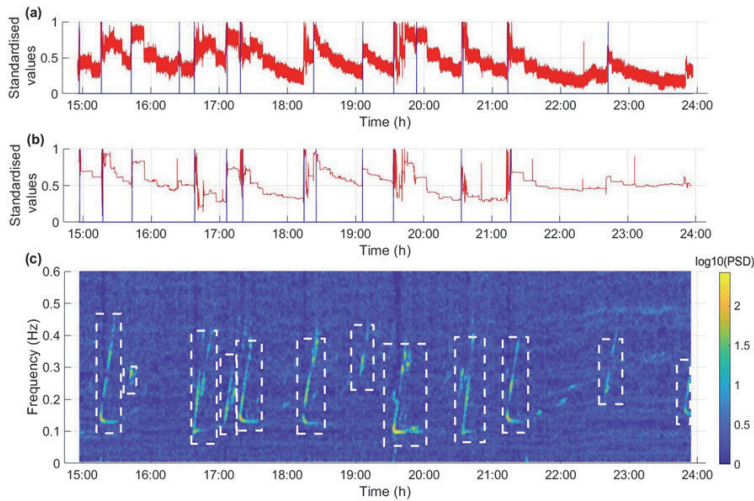 (a)
Standardised
values
1
0.5
0
15:00 16:00 17:00 18:00 19:00 20:00 21:00 22:00 23:00 24:00
Time (h)
(b)
Standardised
values
1
0.5
0
15:00 16:00 17:00 18:00 19:00 20:00 21:00 22:00 23:00 24:00
Time (h)
(c)
log10(PSD)
Frequency (Hz)
0.6
0.5
0.4
0.3
0.2
0.1
0
2
1.5
1
0.5
0
15:00 16:00 17:00 18:00 19:00 20:00 21:00 22:00 23:00 24:00
Time (h)